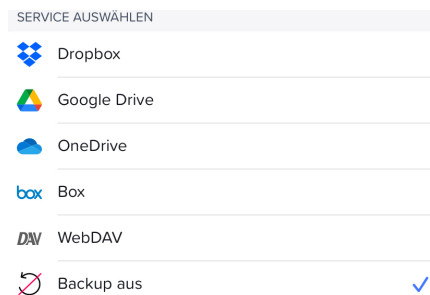 SERVICE AUSWÄHLEN
Dropbox
Google Drive
OneDrive
box Box
DAV WebDAV
Backup aus